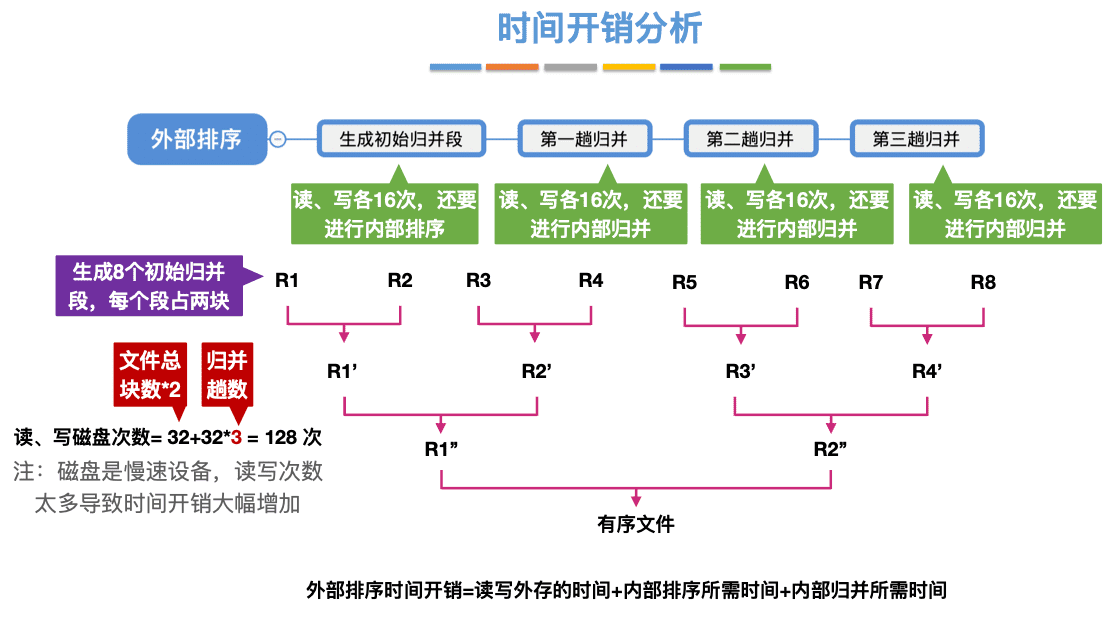 时间开销分析
外部排序
生成初始归并段
第一趟归并
第二趟归并
第三趟归并
读、写各16次，还要
进行内部排序
读、写各16次，还要
进行内部归并
读、写各16次，还要
进行内部归并
读、写各16次，还要
进行内部归并
生成8个初始归并
段，每个段占两块
R1
R2
R3
R4
R5
R6
R7
R8
R1’
R2’
R3’
R4’
文件总
块数*2
归并
趟数
读、写磁盘次数= 32+32*3 = 128 次
注：磁盘是慢速设备，读写次数
太多导致时间开销大幅增加
R1”
R2”
有序文件
外部排序时间开销=读写外存的时间+内部排序所需时间+内部归并所需时间